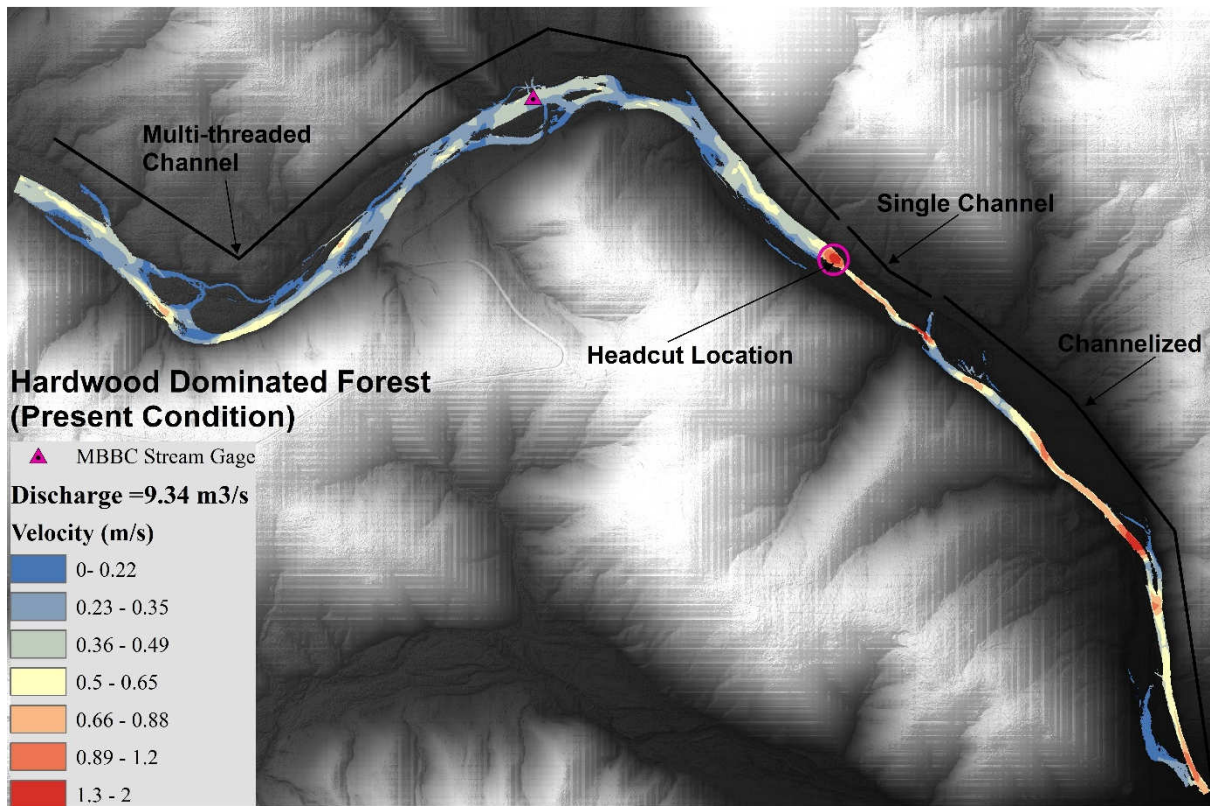 Multi-threaded
Channel
Single Channel
Headcut Location
Channelized
Hardwood Dominated Forest
(Present Condition)
MBBC Stream Gage
Discharge =9.34 m3/s
Velocity (m/s)
0- 0.22
0.23 - 0.35
0.36 - 0.49
0.5 - 0.65
0.66 - 0.88
0.89 - 1.2
1.3 - 2